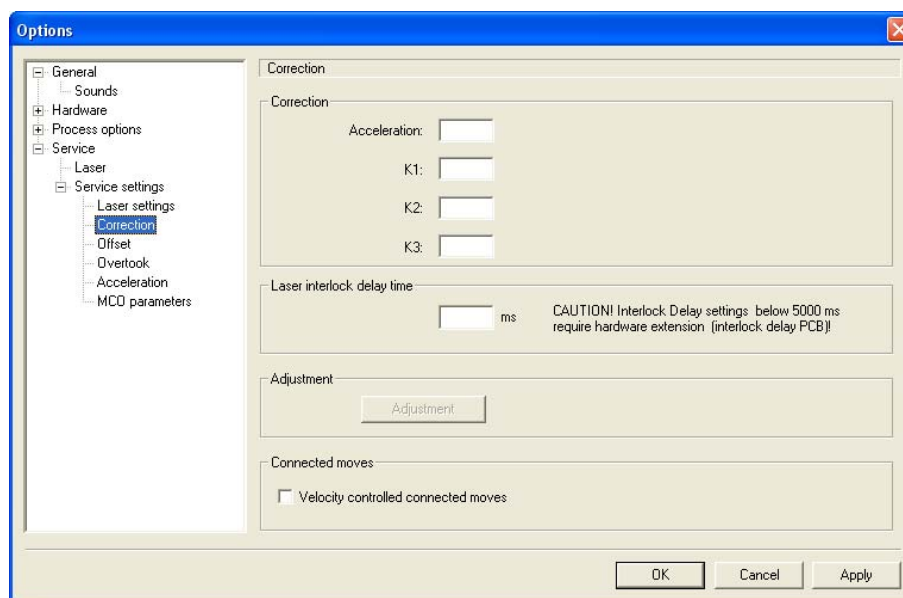 Options
General
Sounds
Hardware
Process options
Service
Laser
Service settings
Laser settings
Correction
Offset
Overtook
Acceleration
MCO parameters
Correction
Correction
Acceleration:
K1:
K2:
K3:
Laser interlock delay time
ms
CAUTION! Interlock Delay settings below 5000 ms
require hardware extension (interlock delay PCB)!
Adjustment
Adjustment
Connected moves
Velocity controlled connected moves
OK
Cancel
Apply